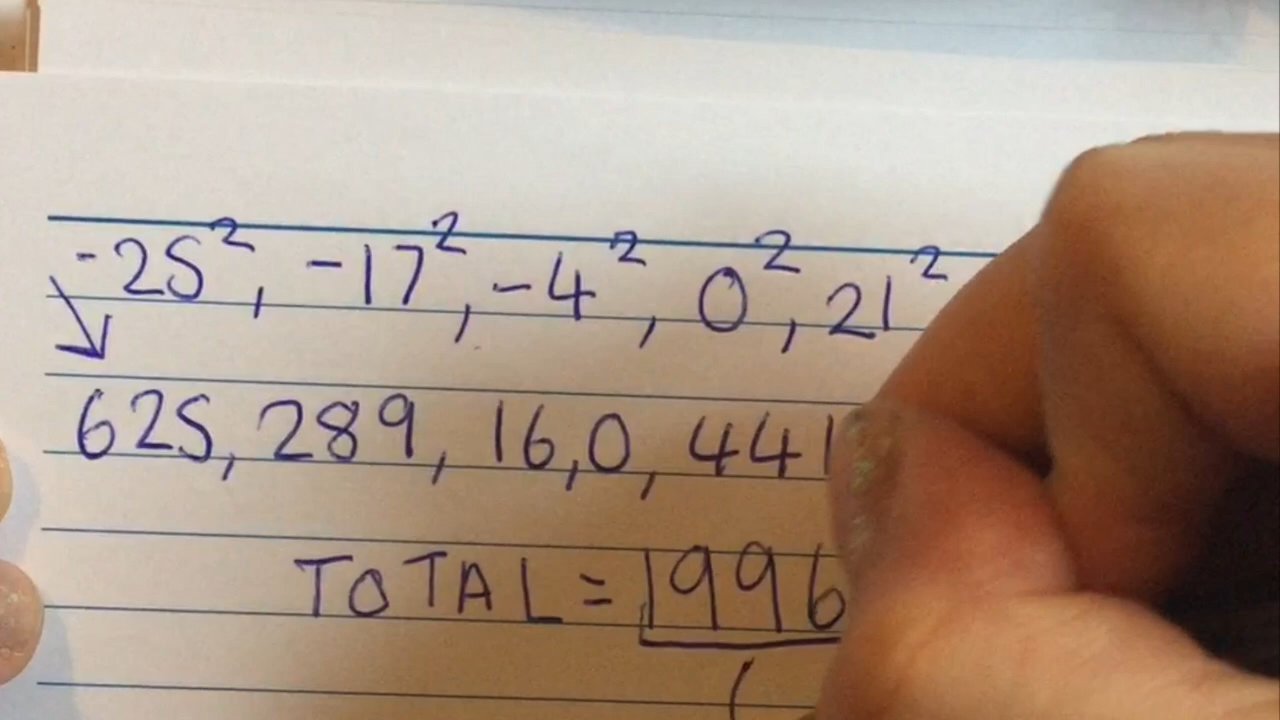 -25², -17², -4², 0², 21²
625, 289, 16, 0, 441
TOTAL = 1996
(